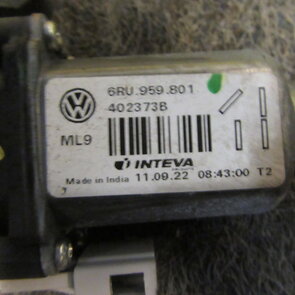 6RU.959.801
402373B
ML9
INTEVA
Made in India 11.09.22 08:43:00 T2